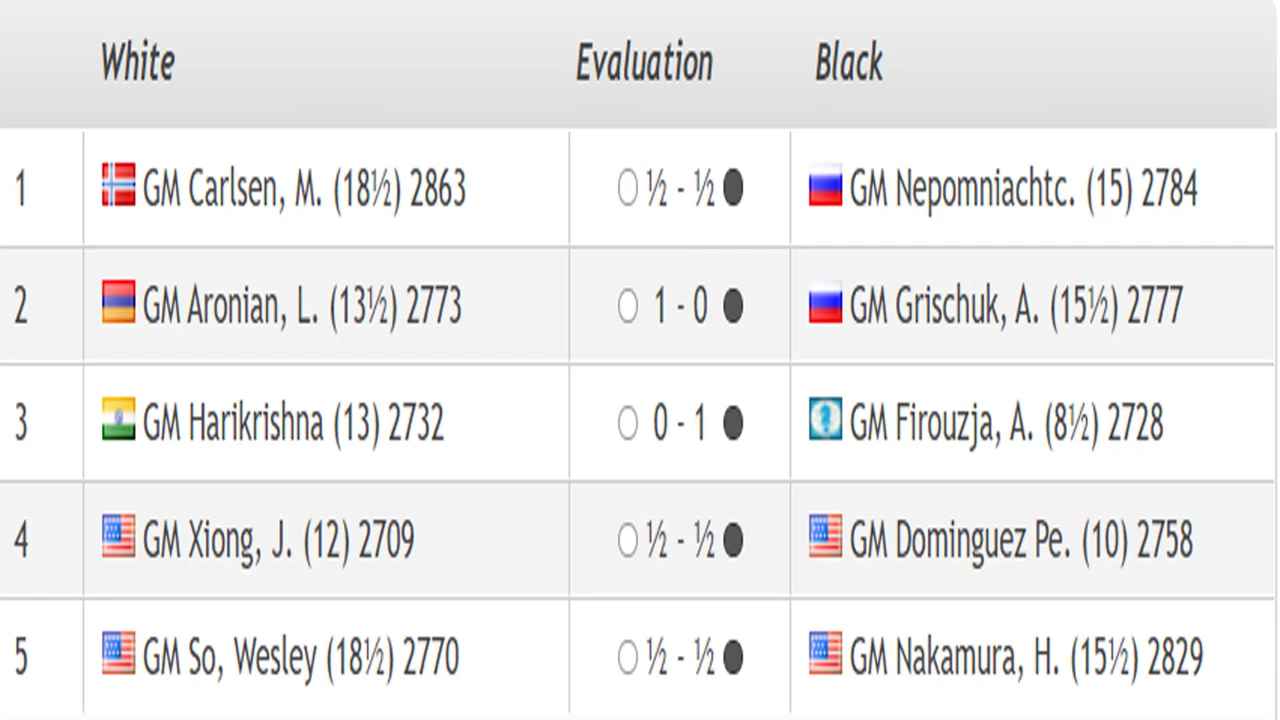 White Evaluation Black
1 GM Carlsen, M. (18½) 2863 ½ - ½ GM Nepomniachtc. (15) 2784
2 GM Aronian, L. (13½) 2773 1 - 0 GM Grischuk, A. (15½) 2777
3 GM Harikrishna (13) 2732 0 - 1 GM Firouzja, A. (8½) 2728
4 GM Xiong, J. (12) 2709 ½ - ½ GM Dominguez Pe. (10) 2758
5 GM So, Wesley (18½) 2770 ½ - ½ GM Nakamura, H. (15½) 2829